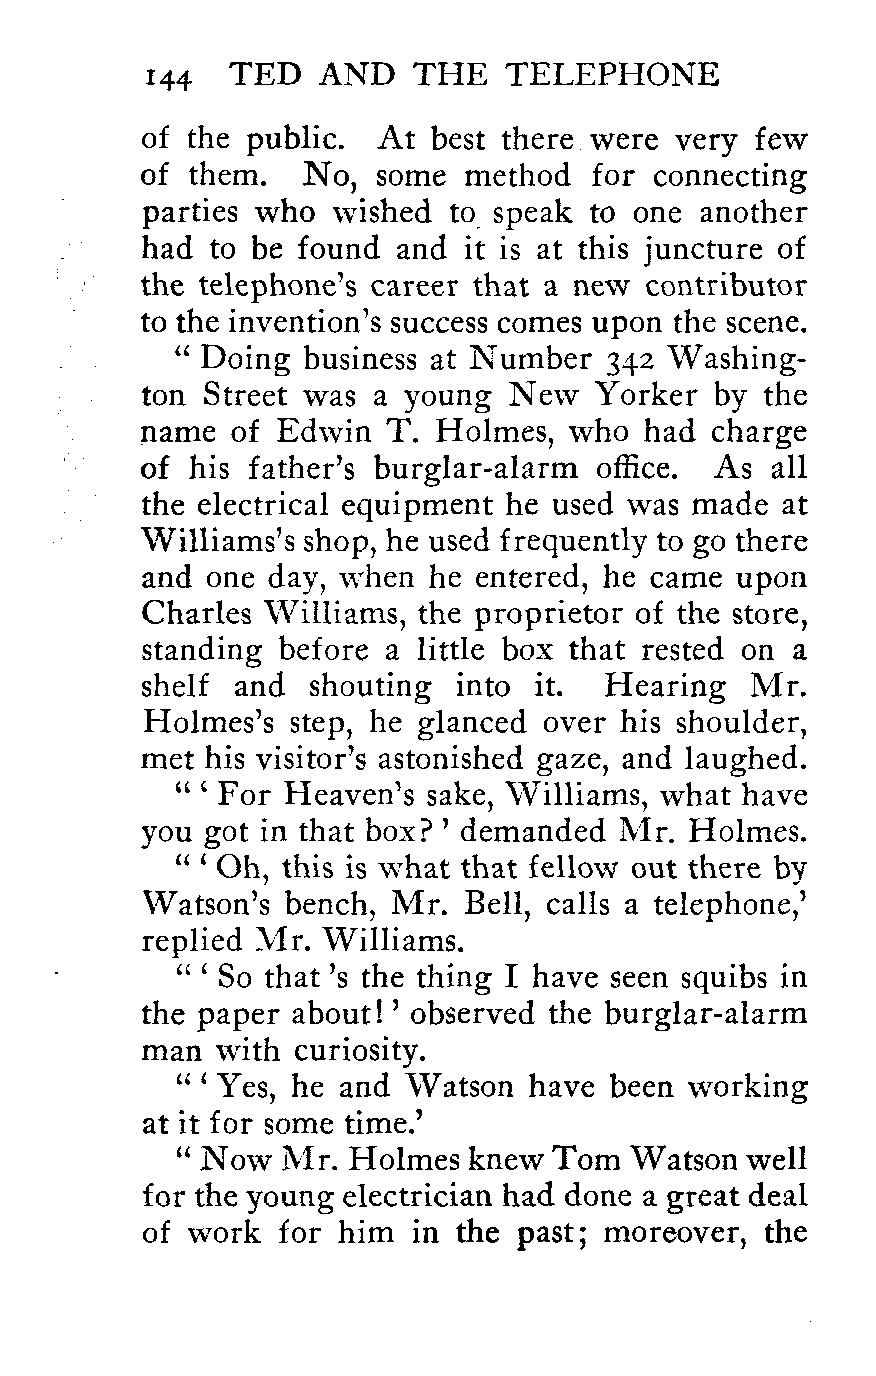 144 TED AND THE TELEPHONE
of the public. At best there were very few
of them. No, some method for connecting
parties who wished to speak to one another
had to be found and it is at this juncture of
the telephone's career that a new contributor
to the invention's success comes upon the scene.
" Doing business at Number 342 Washing-
ton Street was a young New Yorker by the
name of Edwin T. Holmes, who had charge
of his father's burglar-alarm office. As all
the electrical equipment he used was made at
Williams's shop, he used frequently to go there
and one day, when he entered, he came upon
Charles Williams, the proprietor of the store,
standing before a little box that rested on a
shelf and shouting into it. Hearing Mr.
Holmes's step, he glanced over his shoulder,
met his visitor's astonished gaze, and laughed.
" ' For Heaven's sake, Williams, what have
you got in that box? ' demanded Mr. Holmes.
" ' Oh, this is what that fellow out there by
Watson's bench, Mr. Bell, calls a telephone,'
replied Mr. Williams.
" ' So that 's the thing I have seen squibs in
the paper about! ' observed the burglar-alarm
man with curiosity.
" ' Yes, he and Watson have been working
at it for some time.'
" Now Mr. Holmes knew Tom Watson well
for the young electrician had done a great deal
of work for him in the past; moreover, the